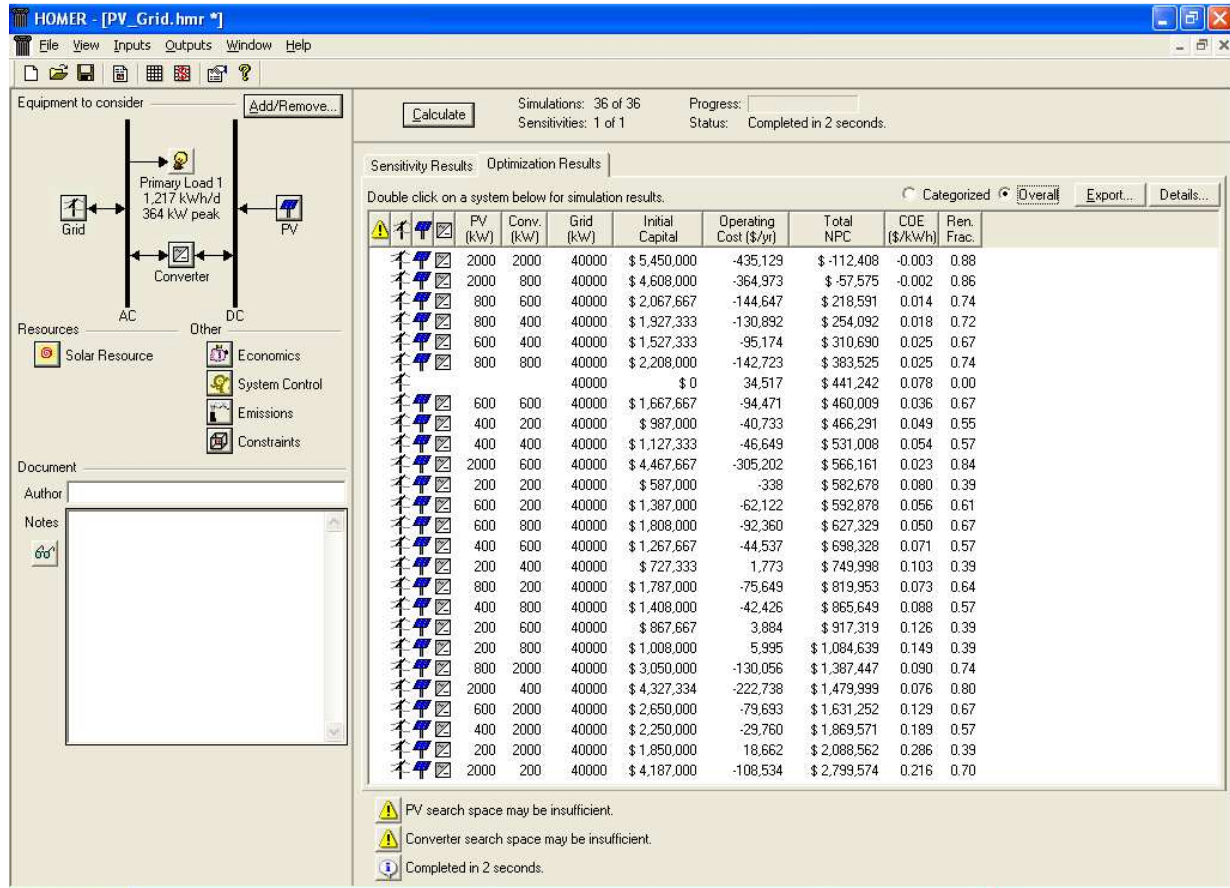 HOMER - [PV_Grid.hmr *]
File View Inputs Outputs Window Help
Equipment to consider Add/Remove...
Primary Load 1
1,217 kWh/d
364 kW peak
Grid
PV
Converter
AC DC
Resources Other
Solar Resource
Economics
System Control
Emissions
Constraints
Document
Author
Notes
Calculate
Simulations: 36 of 36 Progress:
Sensitivities: 1 of 1 Status: Completed in 2 seconds.
Sensitivity Results Optimization Results
Double click on a system below for simulation results. Categorized Overall Export... Details...
PV (kW) Conv. (kW) Grid (kW) Initial Capital Operating Cost ($/yr) Total NPC COE ($/kWh) Ren. Frac.
2000 2000 40000 $ 5,450,000 -435,129 $ -112,408 -0.003 0.88
2000 800 40000 $ 4,608,000 -364,973 $ -57,575 -0.002 0.86
800 600 40000 $ 2,067,667 -144,647 $ 218,591 0.014 0.74
800 400 40000 $ 1,927,333 -130,892 $ 254,092 0.018 0.72
600 400 40000 $ 1,527,333 -95,174 $ 310,690 0.025 0.67
800 800 40000 $ 2,208,000 -142,723 $ 383,525 0.025 0.74
40000 $ 0 34,517 $ 441,242 0.078 0.00
600 600 40000 $ 1,667,667 -94,471 $ 460,009 0.036 0.67
400 200 40000 $ 987,000 -40,733 $ 466,291 0.049 0.55
400 400 40000 $ 1,127,333 -46,649 $ 531,008 0.054 0.57
2000 600 40000 $ 4,467,667 -305,202 $ 566,161 0.023 0.84
200 200 40000 $ 587,000 -338 $ 582,678 0.080 0.39
600 200 40000 $ 1,387,000 -62,122 $ 592,878 0.056 0.61
600 800 40000 $ 1,808,000 -92,360 $ 627,329 0.050 0.67
400 600 40000 $ 1,267,667 -44,537 $ 698,328 0.071 0.57
200 400 40000 $ 727,333 1,773 $ 749,998 0.103 0.39
800 200 40000 $ 1,787,000 -75,649 $ 819,953 0.073 0.64
400 800 40000 $ 1,408,000 -42,426 $ 865,649 0.088 0.57
200 600 40000 $ 867,667 3,884 $ 917,319 0.126 0.39
200 800 40000 $ 1,008,000 5,995 $ 1,084,639 0.149 0.39
800 2000 40000 $ 3,050,000 -130,056 $ 1,387,447 0.090 0.74
2000 400 40000 $ 4,327,334 -222,738 $ 1,479,999 0.076 0.80
600 2000 40000 $ 2,650,000 -79,693 $ 1,631,252 0.129 0.67
400 2000 40000 $ 2,250,000 -29,760 $ 1,869,571 0.189 0.57
200 2000 40000 $ 1,850,000 18,662 $ 2,088,562 0.286 0.39
2000 200 40000 $ 4,187,000 -108,534 $ 2,799,574 0.216 0.70
PV search space may be insufficient.
Converter search space may be insufficient.
Completed in 2 seconds.